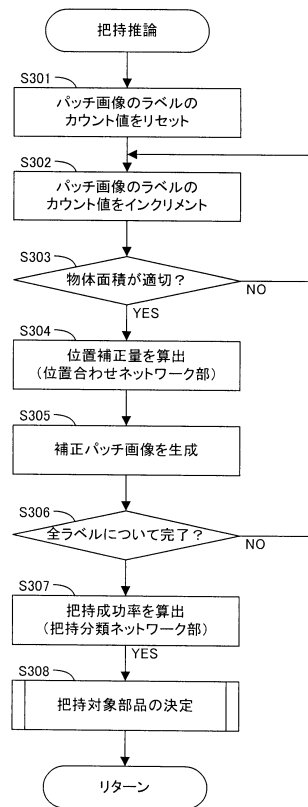 把持推論
S301
パッチ画像のラベルの
カウント値をリセット
S302
パッチ画像のラベルの
カウント値をインクリメント
S303
物体面積が適切？
NO
YES
S304
位置補正量を算出
（位置合わせネットワーク部）
S305
補正パッチ画像を生成
S306
全ラベルについて完了？
NO
S307
把持成功率を算出
（把持分類ネットワーク部）
YES
S308
把持対象部品の決定
リターン